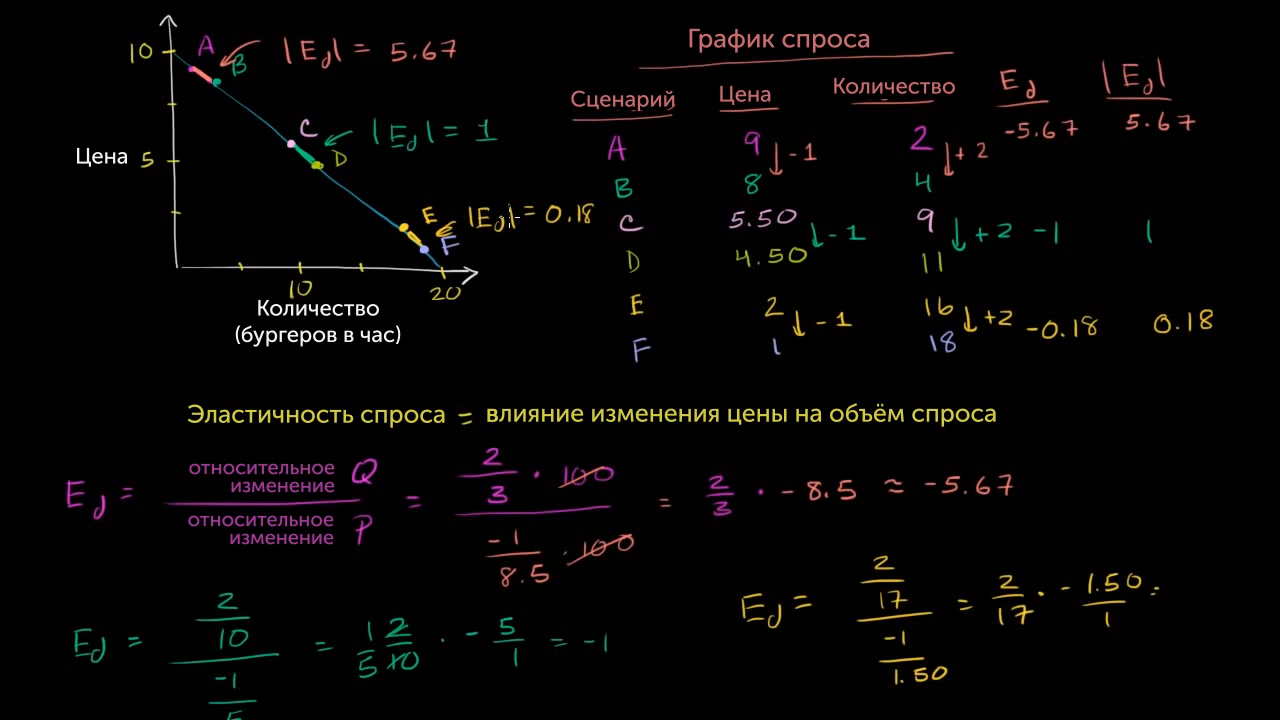 График спроса
Сценарий Цена Количество E_d |E_d|
A 9 ↓ -1 2 ↓ +2 -5.67 5.67
B 8 4
C 5.50 ↓ -1 9 ↓ +2 -1 1
D 4.50 11
E 2 ↓ -1 16 ↓ +2 -0.18 0.18
F 1 18
10 A B |E_d| = 5.67
C |E_d| = 1
Цена 5 D
E |E_d| = 0.18
F
10 20
Количество
(бургеров в час)
Эластичность спроса = влияние изменения цены на объём спроса
E_d = относительное изменение Q / относительное изменение P = 2/3 · 100 / -1/8.5 · 100 = 2/3 · -8.5 ≈ -5.67
E_d = 2/10 / -1/5 = 1/5 2/10 · -5/1 = -1
E_d = 2/17 / -1/1.50 = 2/17 · -1.50/1 =